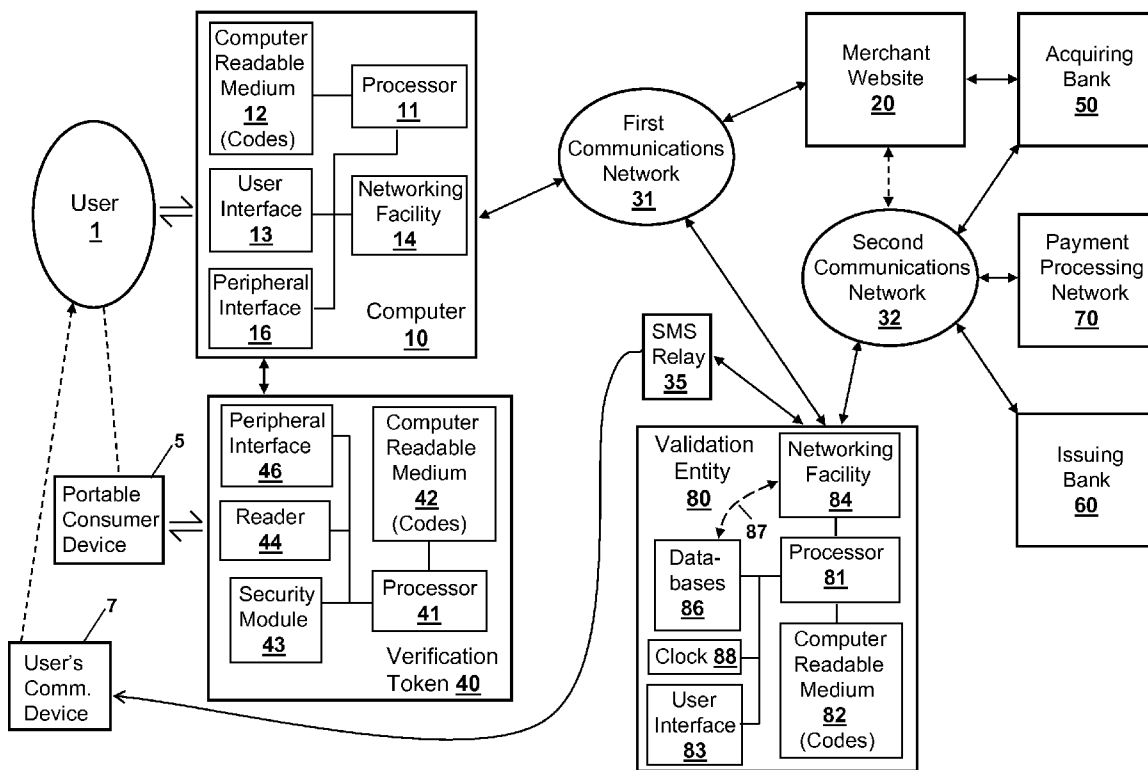 User
1
Computer
Readable
Medium
12
(Codes)
Processor
11
User
Interface
13
Networking
Facility
14
Peripheral
Interface
16
Computer
10
First
Communications
Network
31
Merchant
Website
20
Acquiring
Bank
50
Second
Communications
Network
32
Payment
Processing
Network
70
Issuing
Bank
60
SMS
Relay
35
5
Portable
Consumer
Device
7
User's
Comm.
Device
Peripheral
Interface
46
Reader
44
Security
Module
43
Computer
Readable
Medium
42
(Codes)
Processor
41
Verification
Token 40
Validation
Entity
80
Networking
Facility
84
87
Data-
bases
86
Processor
81
Clock 88
User
Interface
83
Computer
Readable
Medium
82
(Codes)